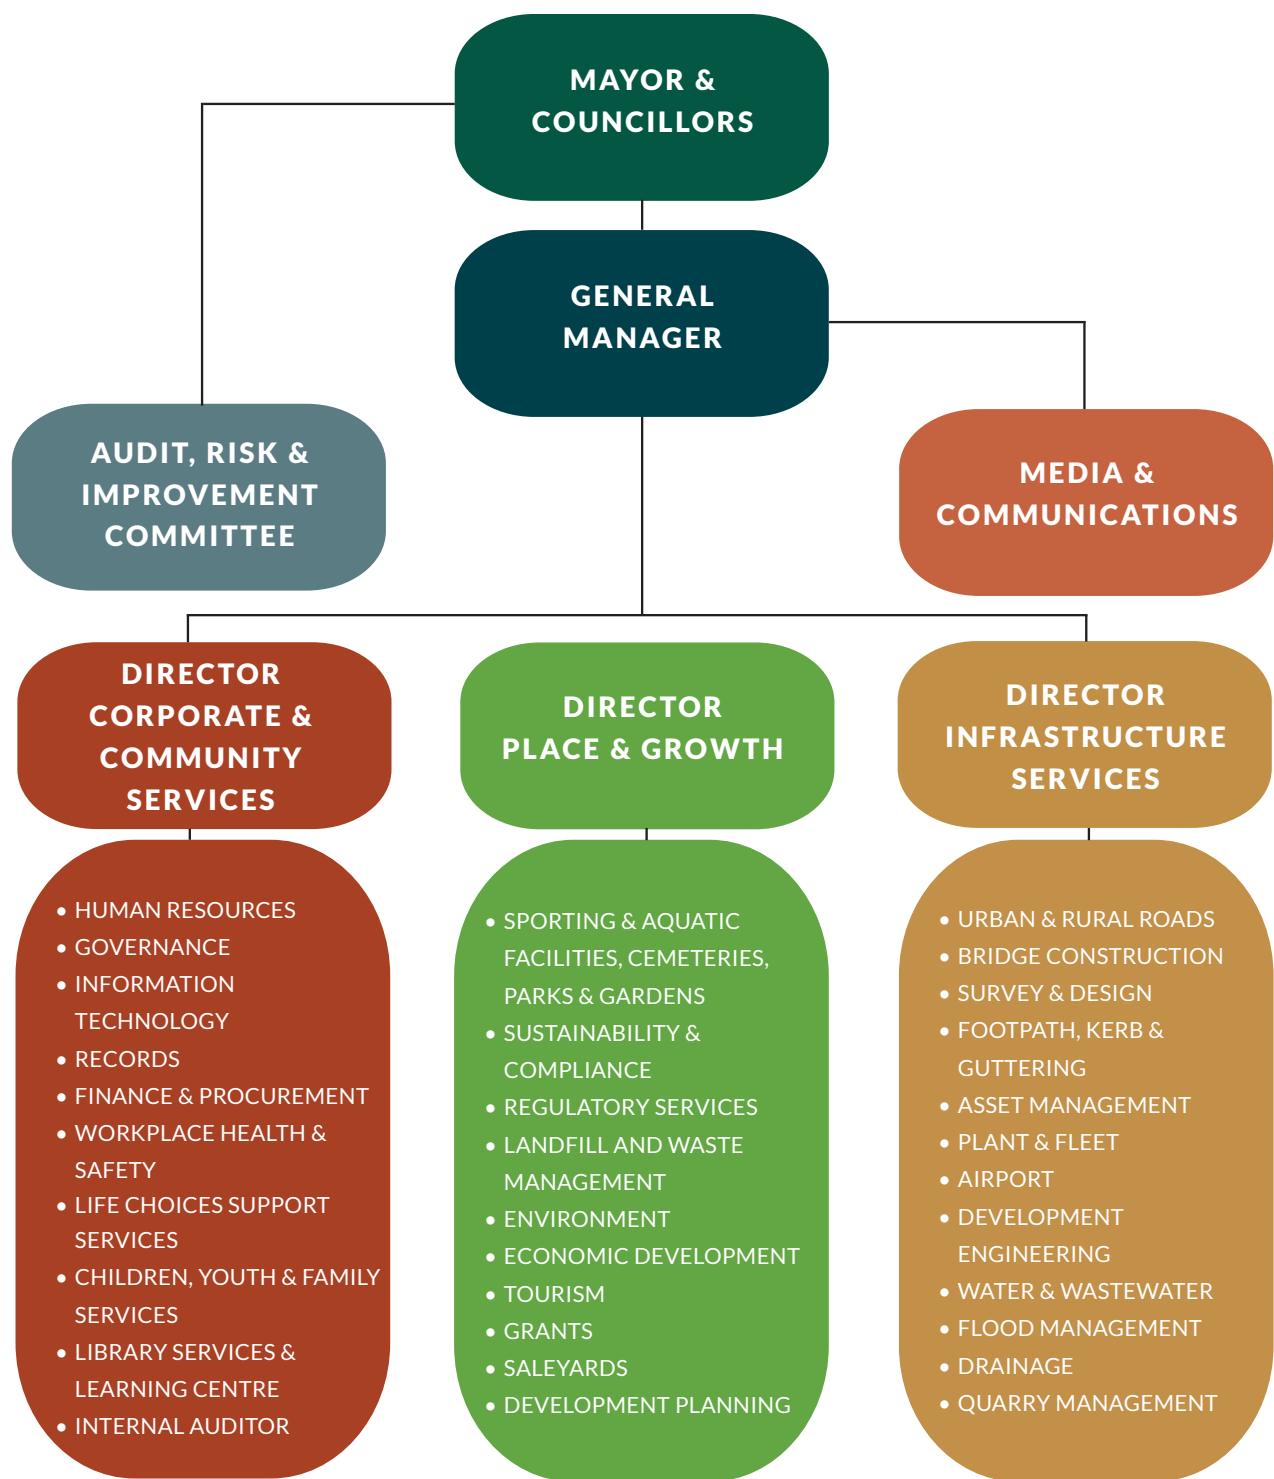 MAYOR &
COUNCILLORS
GENERAL
MANAGER
AUDIT, RISK &
IMPROVEMENT
COMMITTEE
MEDIA &
COMMUNICATIONS
DIRECTOR
CORPORATE &
COMMUNITY
SERVICES
• HUMAN RESOURCES
• GOVERNANCE
• INFORMATION
TECHNOLOGY
• RECORDS
• FINANCE & PROCUREMENT
• WORKPLACE HEALTH &
SAFETY
• LIFE CHOICES SUPPORT
SERVICES
• CHILDREN, YOUTH & FAMILY
SERVICES
• LIBRARY SERVICES &
LEARNING CENTRE
• INTERNAL AUDITOR
DIRECTOR
PLACE & GROWTH
• SPORTING & AQUATIC
FACILITIES, CEMETERIES,
PARKS & GARDENS
• SUSTAINABILITY &
COMPLIANCE
• REGULATORY SERVICES
• LANDFILL AND WASTE
MANAGEMENT
• ENVIRONMENT
• ECONOMIC DEVELOPMENT
• TOURISM
• GRANTS
• SALEYARDS
• DEVELOPMENT PLANNING
DIRECTOR
INFRASTRUCTURE
SERVICES
• URBAN & RURAL ROADS
• BRIDGE CONSTRUCTION
• SURVEY & DESIGN
• FOOTPATH, KERB &
GUTTERING
• ASSET MANAGEMENT
• PLANT & FLEET
• AIRPORT
• DEVELOPMENT
ENGINEERING
• WATER & WASTEWATER
• FLOOD MANAGEMENT
• DRAINAGE
• QUARRY MANAGEMENT